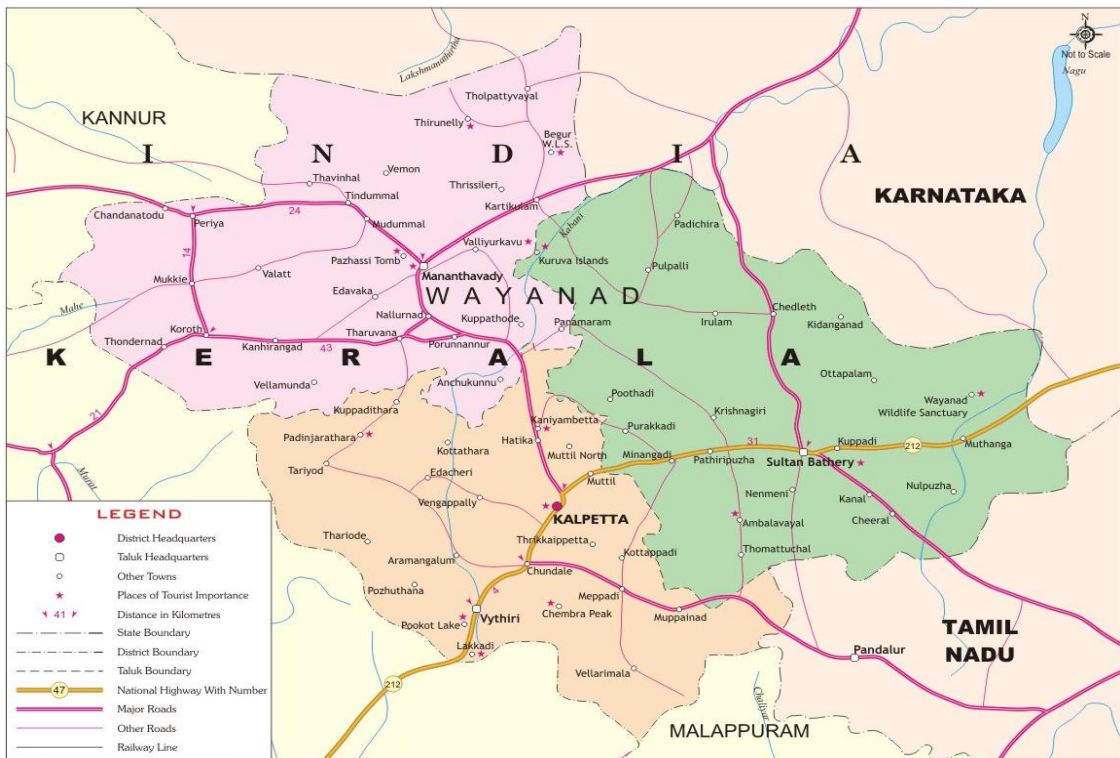 N
Not to Scale
Nagu
Lakshmanathirtha
KANNUR
Tholpattyvayal
Thirunelly
Begur
W.L.S.
I N D I A
KARNATAKA
Vemon
Thavinhal
Thrissileri
Tindummal
Kartikulam
Chandanatodu
Periya
24
Mudummal
Padichira
Kabani
Valliyurkavu
14
Pazhassi Tomb
Kuruva Islands
Mananthavady
Pulpalli
Valatt
Mukkie
Edavaka
WAYANAD
Mahe
Nallurnad
Kuppathode
Panamaram
Irulam
Chedleth
Kidanganad
Koroth
Thondernad
Kanhirangad
43
Tharuvana
Porunnannur
K E R A L A
Vellamunda
Anchukunnu
Ottapalam
Poothadi
Wayanad
Wildlife Sanctuary
21
Kuppadithara
Kaniyambetta
Krishnagiri
Padinjarathara
Purakkadi
Hatika
Kottathara
Muttil North
31
Kuppadi
212
Muthanga
Minangadi
Pathiripuzha
Sultan Bathery
Tariyod
Edacheri
Murat
Muttil
Vengappally
Nenmeni
Kanal
Nulpuzha
KALPETTA
Ambalavayal
Cheeral
Thariode
Thrikkaippetta
Aramangalum
Kottappadi
Thomattuchal
Chundale
Pozhuthana
4
Meppadi
Chembra Peak
Muppainad
Vythiri
Pookot Lake
TAMIL
NADU
Lakkadi
Pandalur
Vellarimala
212
Chaliyar
MALAPPURAM
LEGEND
District Headquarters
Taluk Headquarters
Other Towns
Places of Tourist Importance
41 Distance in Kilometres
State Boundary
District Boundary
Taluk Boundary
47 National Highway With Number
Major Roads
Other Roads
Railway Line